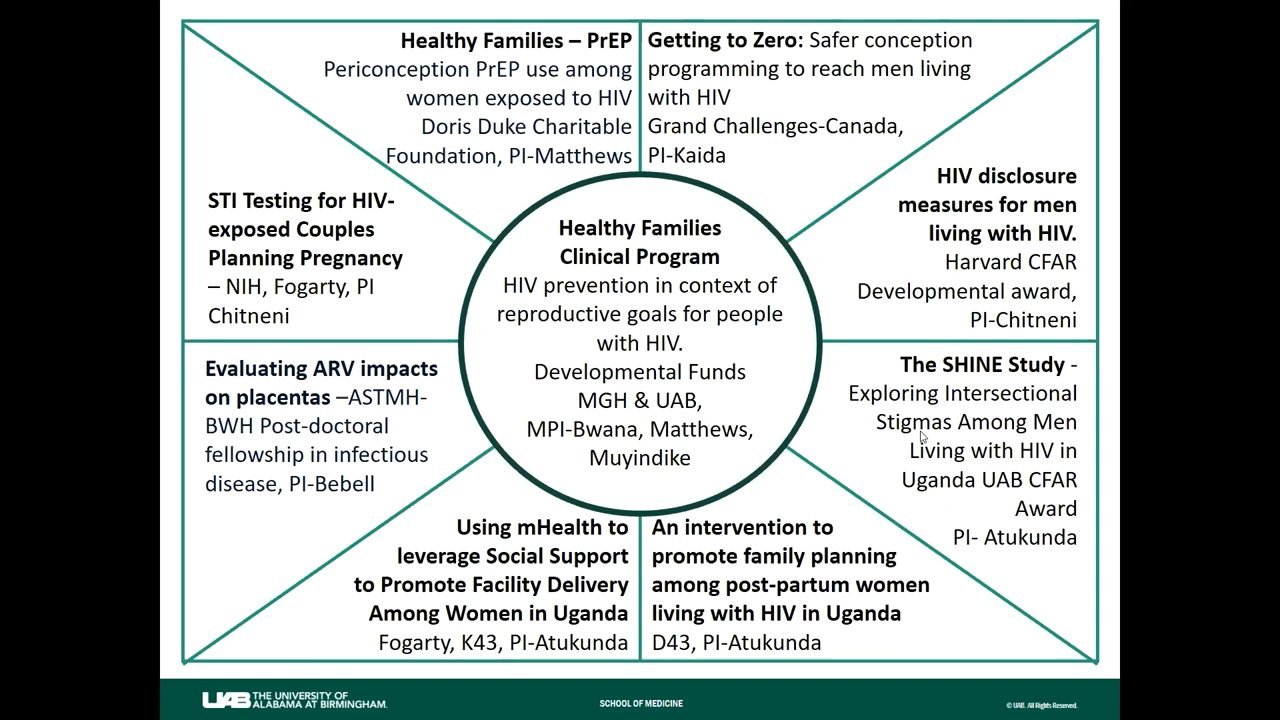 Healthy Families – PrEP
Periconception PrEP use among
women exposed to HIV
Doris Duke Charitable
Foundation, PI-Matthews
Getting to Zero: Safer conception
programming to reach men living
with HIV
Grand Challenges-Canada,
PI-Kaida
STI Testing for HIV-
exposed Couples
Planning Pregnancy
– NIH, Fogarty, PI
Chitneni
Healthy Families
Clinical Program
HIV prevention in context of
reproductive goals for people
with HIV.
Developmental Funds
MGH & UAB,
MPI-Bwana, Matthews,
Muyindike
HIV disclosure
measures for men
living with HIV.
Harvard CFAR
Developmental award,
PI-Chitneni
Evaluating ARV impacts
on placentas –ASTMH-
BWH Post-doctoral
fellowship in infectious
disease, PI-Bebell
The SHINE Study -
Exploring Intersectional
Stigmas Among Men
Living with HIV in
Uganda UAB CFAR
Award
PI- Atukunda
Using mHealth to
leverage Social Support
to Promote Facility Delivery
Among Women in Uganda
Fogarty, K43, PI-Atukunda
An intervention to
promote family planning
among post-partum women
living with HIV in Uganda
D43, PI-Atukunda
UAB THE UNIVERSITY OF
ALABAMA AT BIRMINGHAM.
SCHOOL OF MEDICINE
© UAB. All Rights Reserved.